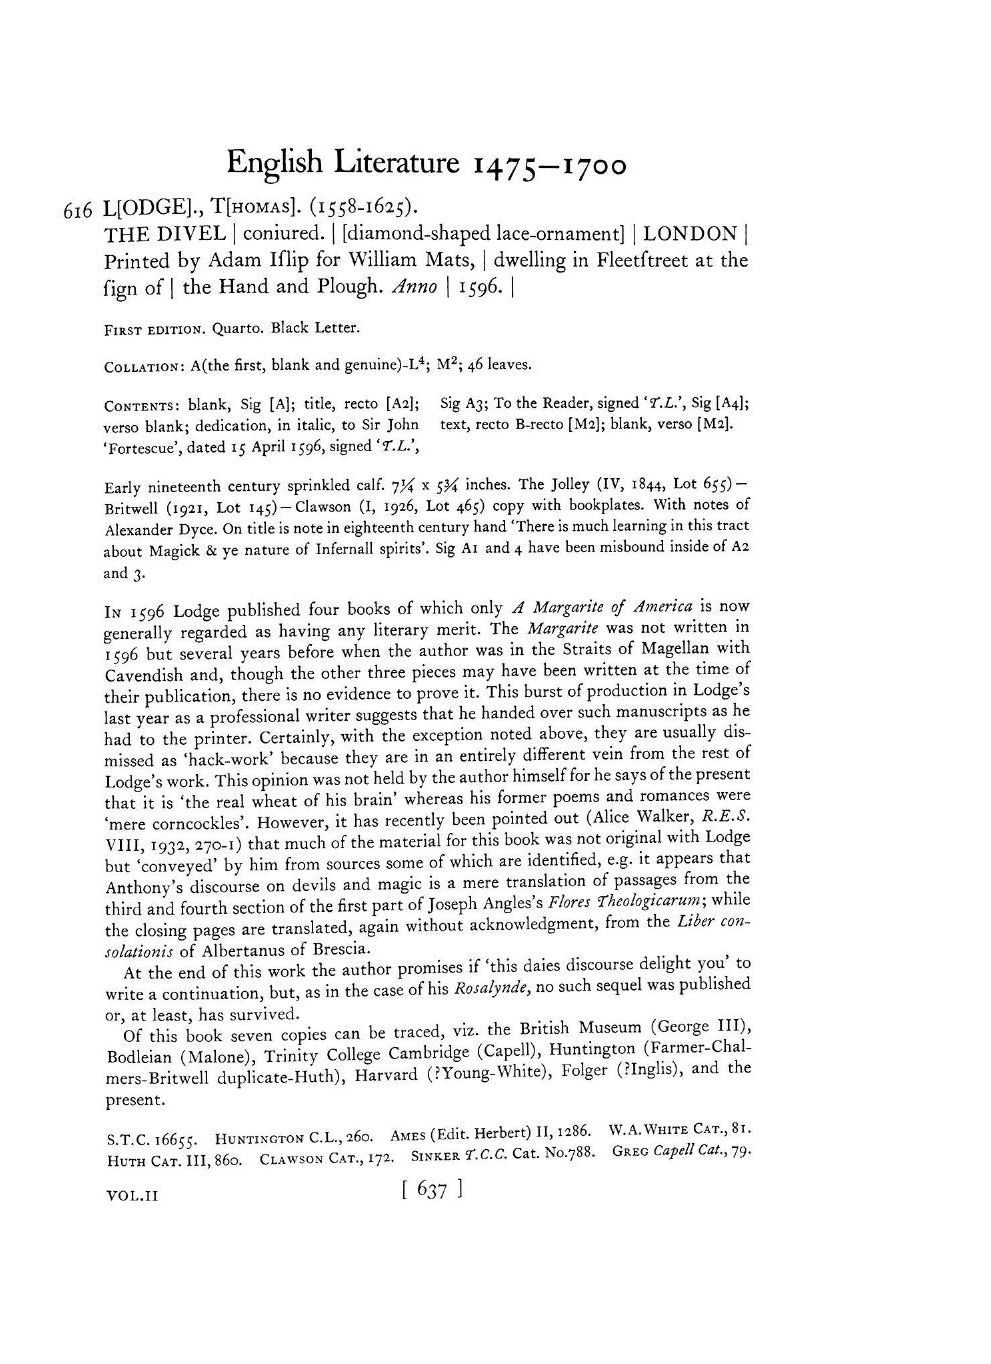 English Literature 1475–1700
616 L[ODGE]., T[HOMAS]. (1558-1625).
THE DIVEL | coniured. | [diamond-shaped lace-ornament] | LONDON |
Printed by Adam Iſlip for William Mats, | dwelling in Fleetſtreet at the
ſign of | the Hand and Plough. Anno | 1596. |
FIRST EDITION. Quarto. Black Letter.
COLLATION: A(the first, blank and genuine)-L⁴; M²; 46 leaves.
CONTENTS: blank, Sig [A]; title, recto [A2];
verso blank; dedication, in italic, to Sir John
'Fortescue', dated 15 April 1596, signed 'T.L.',
Sig A3; To the Reader, signed 'T.L.', Sig [A4];
text, recto B-recto [M2]; blank, verso [M2].
Early nineteenth century sprinkled calf. 7¼ x 5¾ inches. The Jolley (IV, 1844, Lot 655)—
Britwell (1921, Lot 145)—Clawson (I, 1926, Lot 465) copy with bookplates. With notes of
Alexander Dyce. On title is note in eighteenth century hand 'There is much learning in this tract
about Magick & ye nature of Infernall spirits'. Sig A1 and 4 have been misbound inside of A2
and 3.
IN 1596 Lodge published four books of which only A Margarite of America is now
generally regarded as having any literary merit. The Margarite was not written in
1596 but several years before when the author was in the Straits of Magellan with
Cavendish and, though the other three pieces may have been written at the time of
their publication, there is no evidence to prove it. This burst of production in Lodge's
last year as a professional writer suggests that he handed over such manuscripts as he
had to the printer. Certainly, with the exception noted above, they are usually dis-
missed as 'hack-work' because they are in an entirely different vein from the rest of
Lodge's work. This opinion was not held by the author himself for he says of the present
that it is 'the real wheat of his brain' whereas his former poems and romances were
'mere corncockles'. However, it has recently been pointed out (Alice Walker, R.E.S.
VIII, 1932, 270-1) that much of the material for this book was not original with Lodge
but 'conveyed' by him from sources some of which are identified, e.g. it appears that
Anthony's discourse on devils and magic is a mere translation of passages from the
third and fourth section of the first part of Joseph Angles's Flores Theologicarum; while
the closing pages are translated, again without acknowledgment, from the Liber con-
solationis of Albertanus of Brescia.
At the end of this work the author promises if 'this daies discourse delight you' to
write a continuation, but, as in the case of his Rosalynde, no such sequel was published
or, at least, has survived.
Of this book seven copies can be traced, viz. the British Museum (George III),
Bodleian (Malone), Trinity College Cambridge (Capell), Huntington (Farmer-Chal-
mers-Britwell duplicate-Huth), Harvard (?Young-White), Folger (?Inglis), and the
present.
S.T.C. 16655. HUNTINGTON C.L., 260. AMES (Edit. Herbert) II, 1286. W.A.WHITE CAT., 81.
HUTH CAT. III, 860. CLAWSON CAT., 172. SINKER T.C.C. Cat. No.788. GREG Capell Cat., 79.
VOL.II [ 637 ]